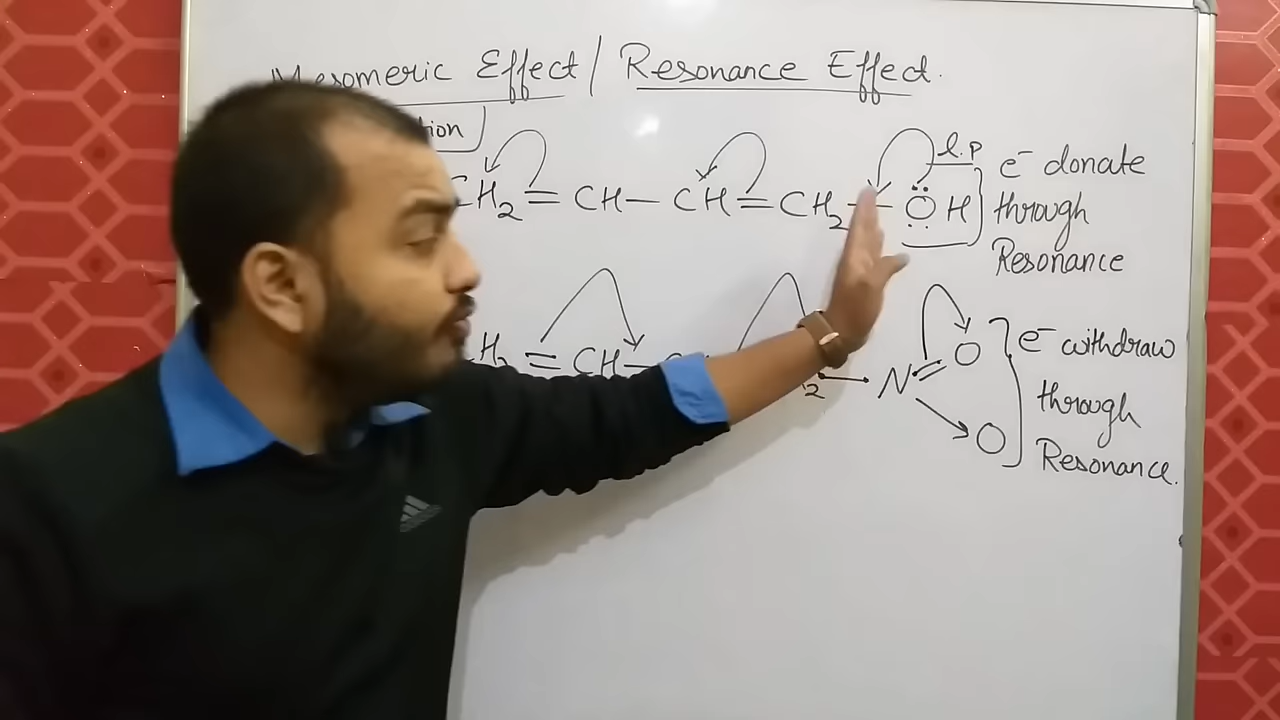 Mesomeric Effect / Resonance Effect.
CH2 = CH – CH = CH2 – ÖH
l.p
e⁻ donate
through
Resonance
= CH –
N = O
O
e⁻ withdraw
through
Resonance.